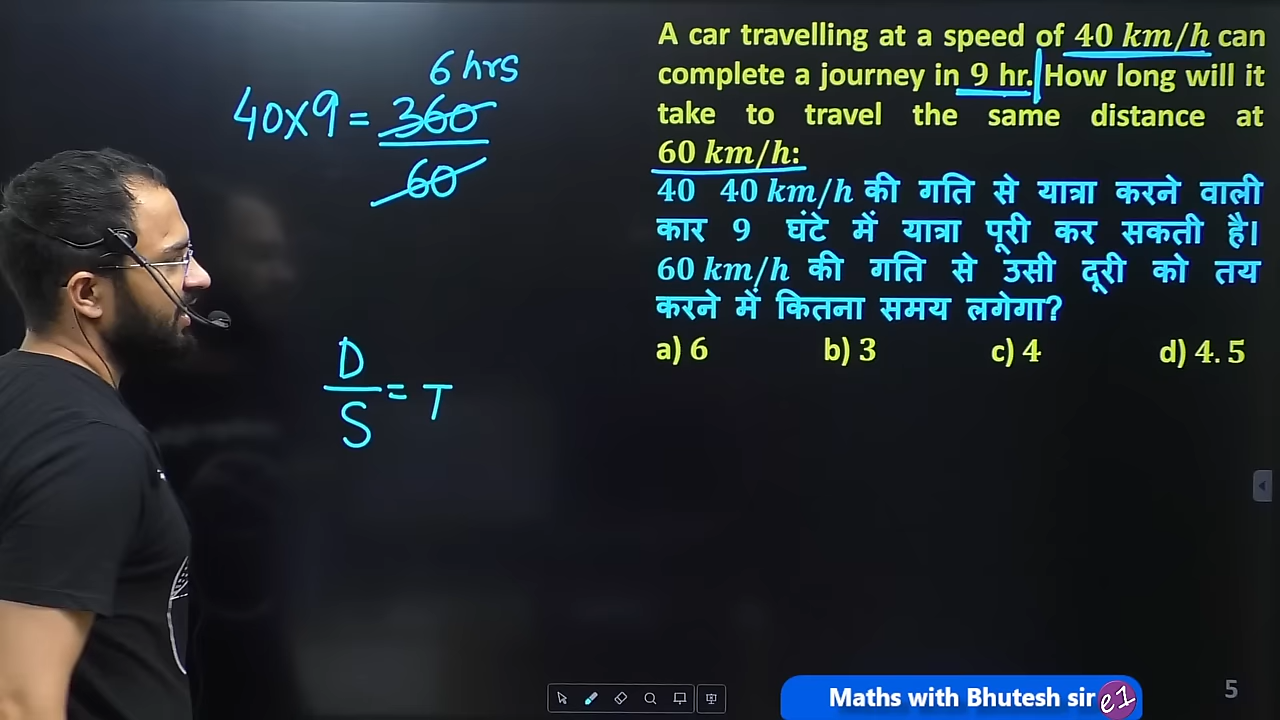 6 hrs
40x9 = 360
60
D
S = T
A car travelling at a speed of 40 km/h can
complete a journey in 9 hr. How long will it
take to travel the same distance at
60 km/h:
40 40 km/h की गति से यात्रा करने वाली
कार 9 घंटे में यात्रा पूरी कर सकती है।
60 km/h की गति से उसी दूरी को तय
करने में कितना समय लगेगा?
a) 6 b) 3 c) 4 d) 4.5
Maths with Bhutesh sir e1
5